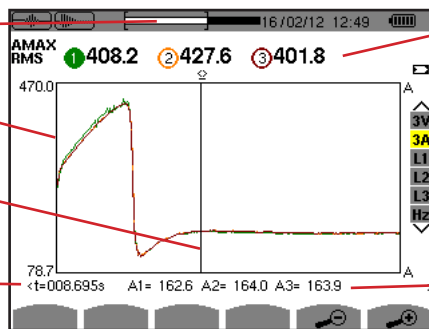 16/02/12 12:49
AMAX
RMS
1 408.2 2 427.6 3 401.8
470.0
A
3V
3A
L1
L2
L3
Hz
78.7
A
<t=008.695s A1= 162.6 A2= 164.0 A3= 163.9